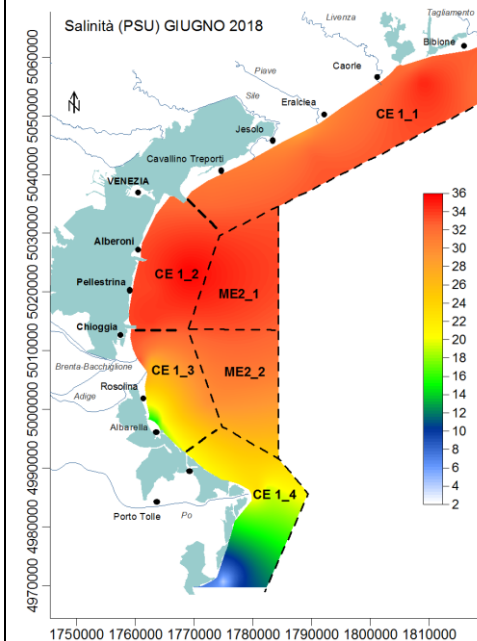 Salinità (PSU) GIUGNO 2018
Tagliamento
Livenza
Bibione
Caorle
Piave
Eraclea
CE 1_1
N
Sile
Jesolo
Cavallino Treporti
VENEZIA
Alberoni
CE 1_2
Pellestrina
ME2_1
Chioggia
Brenta-Bacchiglione
CE 1_3
ME2_2
Rosolina
Adige
Albarella
CE 1_4
Porto Tolle
Po
36
34
32
30
28
26
24
22
20
18
16
14
12
10
8
6
4
2
5060000
5050000
5040000
5030000
5020000
5010000
5000000
4990000
4980000
4970000
1750000 1760000 1770000 1780000 1790000 1800000 1810000